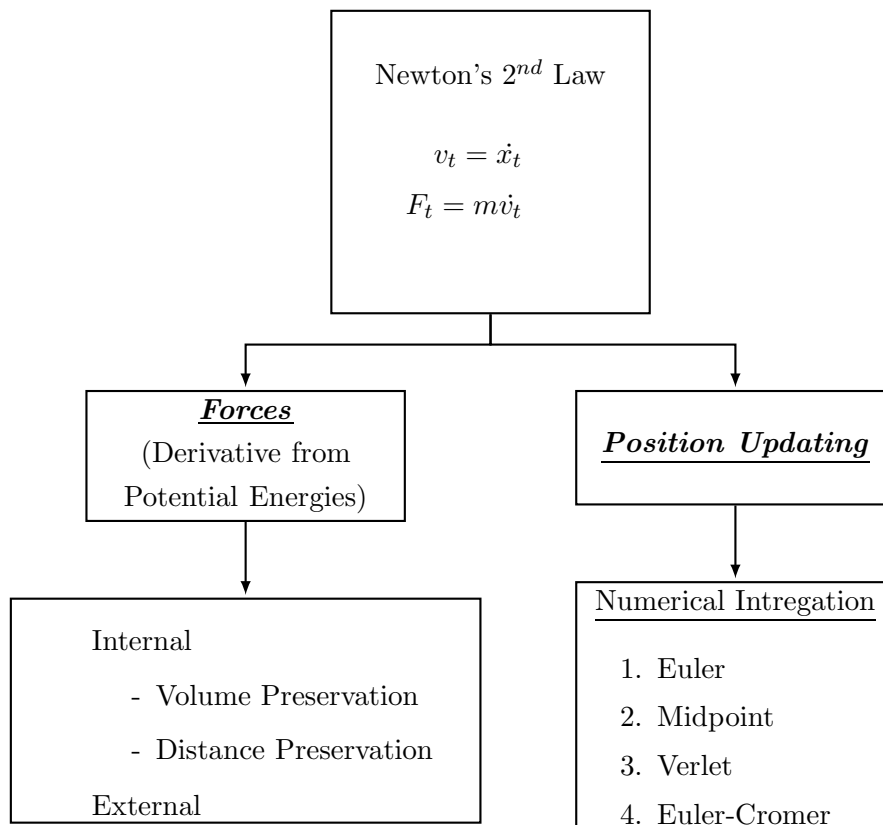 Newton's 2nd Law
v_t = ẋ_t
F_t = mv̇_t
Forces
(Derivative from
Potential Energies)
Position Updating
Internal
- Volume Preservation
- Distance Preservation
External
Numerical Intregation
1. Euler
2. Midpoint
3. Verlet
4. Euler-Cromer